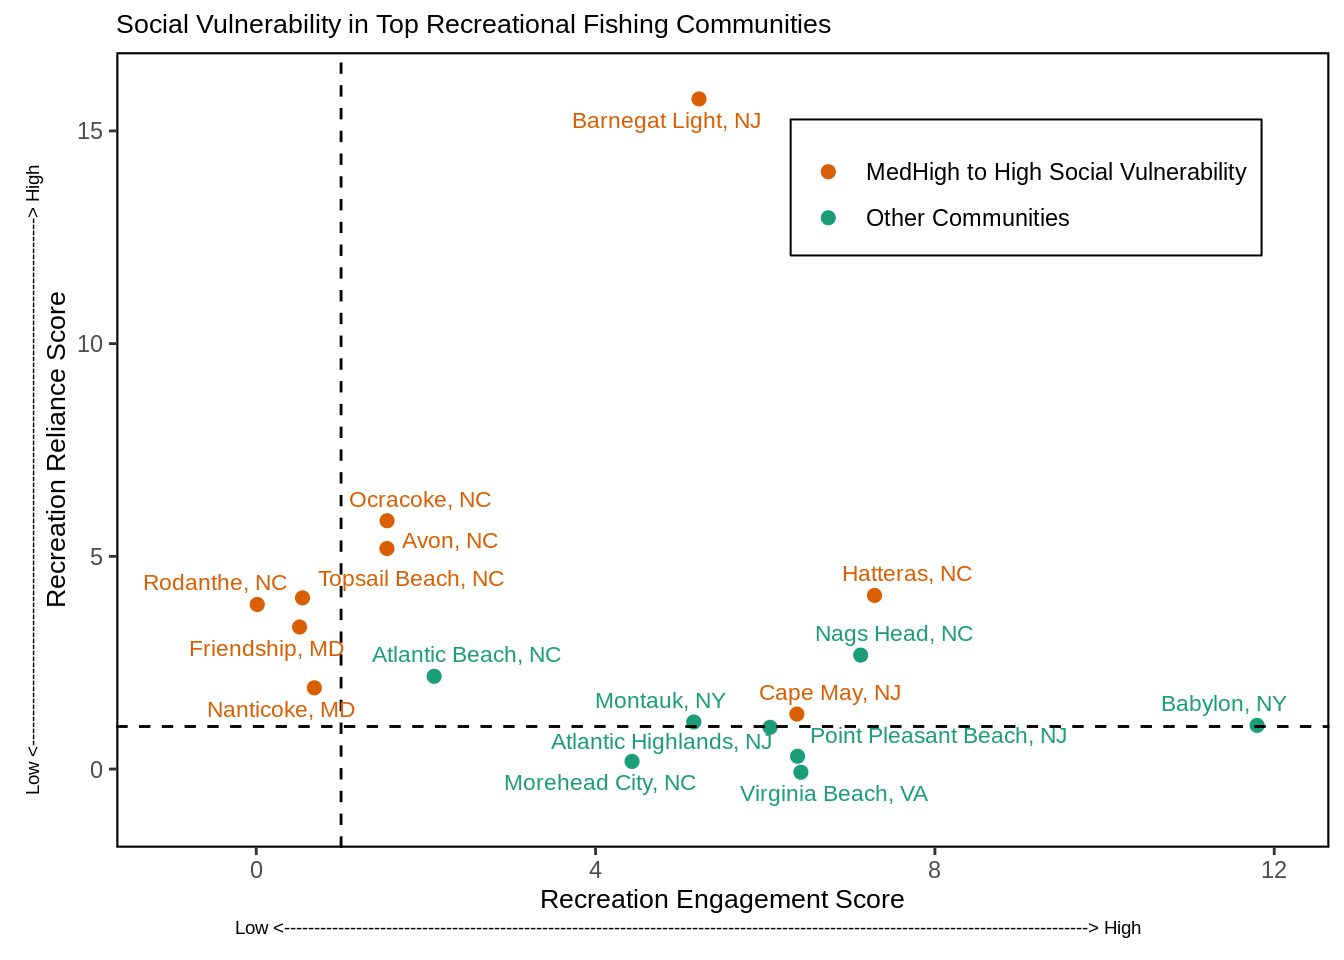 Social Vulnerability in Top Recreational Fishing Communities
15
10
5
0
Low <-----------------------------------------------------------------------------------------> High
Recreation Reliance Score
Barnegat Light, NJ
MedHigh to High Social Vulnerability
Other Communities
Ocracoke, NC
Avon, NC
Rodanthe, NC
Topsail Beach, NC
Hatteras, NC
Friendship, MD
Atlantic Beach, NC
Nags Head, NC
Nanticoke, MD
Montauk, NY
Cape May, NJ
Babylon, NY
Atlantic Highlands, NJ
Point Pleasant Beach, NJ
Morehead City, NC
Virginia Beach, VA
0
4
8
12
Recreation Engagement Score
Low <--------------------------------------------------------------------------------------------------------------------------------------> High